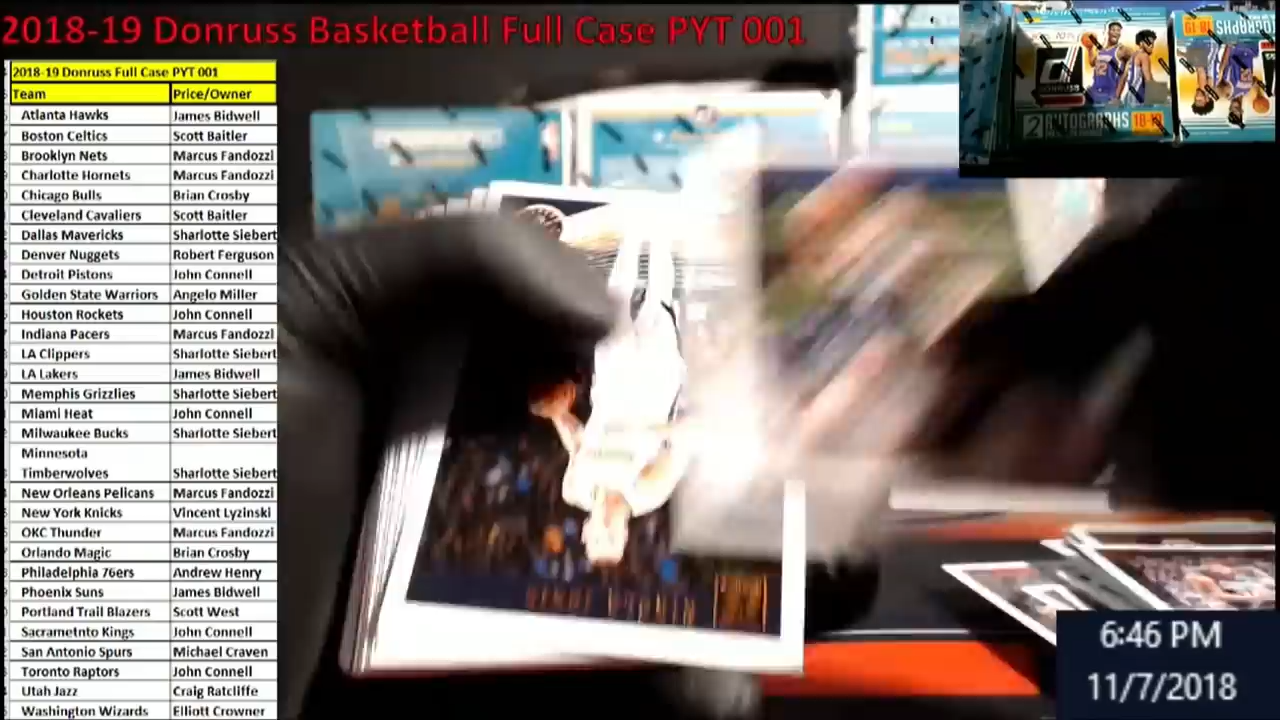 2018-19 Donruss Basketball Full Case PYT 001
2018-19 Donruss Full Case PYT 001
Team Price/Owner
Atlanta Hawks James Bidwell
Boston Celtics Scott Baitler
Brooklyn Nets Marcus Fandozzi
Charlotte Hornets Marcus Fandozzi
Chicago Bulls Brian Crosby
Cleveland Cavaliers Scott Baitler
Dallas Mavericks Sharlotte Siebert
Denver Nuggets Robert Ferguson
Detroit Pistons John Connell
Golden State Warriors Angelo Miller
Houston Rockets John Connell
Indiana Pacers Marcus Fandozzi
LA Clippers Sharlotte Siebert
LA Lakers James Bidwell
Memphis Grizzlies Sharlotte Siebert
Miami Heat John Connell
Milwaukee Bucks Sharlotte Siebert
Minnesota
Timberwolves Sharlotte Siebert
New Orleans Pelicans Marcus Fandozzi
New York Knicks Vincent Lyzinski
OKC Thunder Marcus Fandozzi
Orlando Magic Brian Crosby
Philadelphia 76ers Andrew Henry
Phoenix Suns James Bidwell
Portland Trail Blazers Scott West
Sacrametnto Kings John Connell
San Antonio Spurs Michael Craven
Toronto Raptors John Connell
Utah Jazz Craig Ratcliffe
Washington Wizards Elliott Crowner
2 AUTOGRAPHS 18-19
6:46 PM
11/7/2018